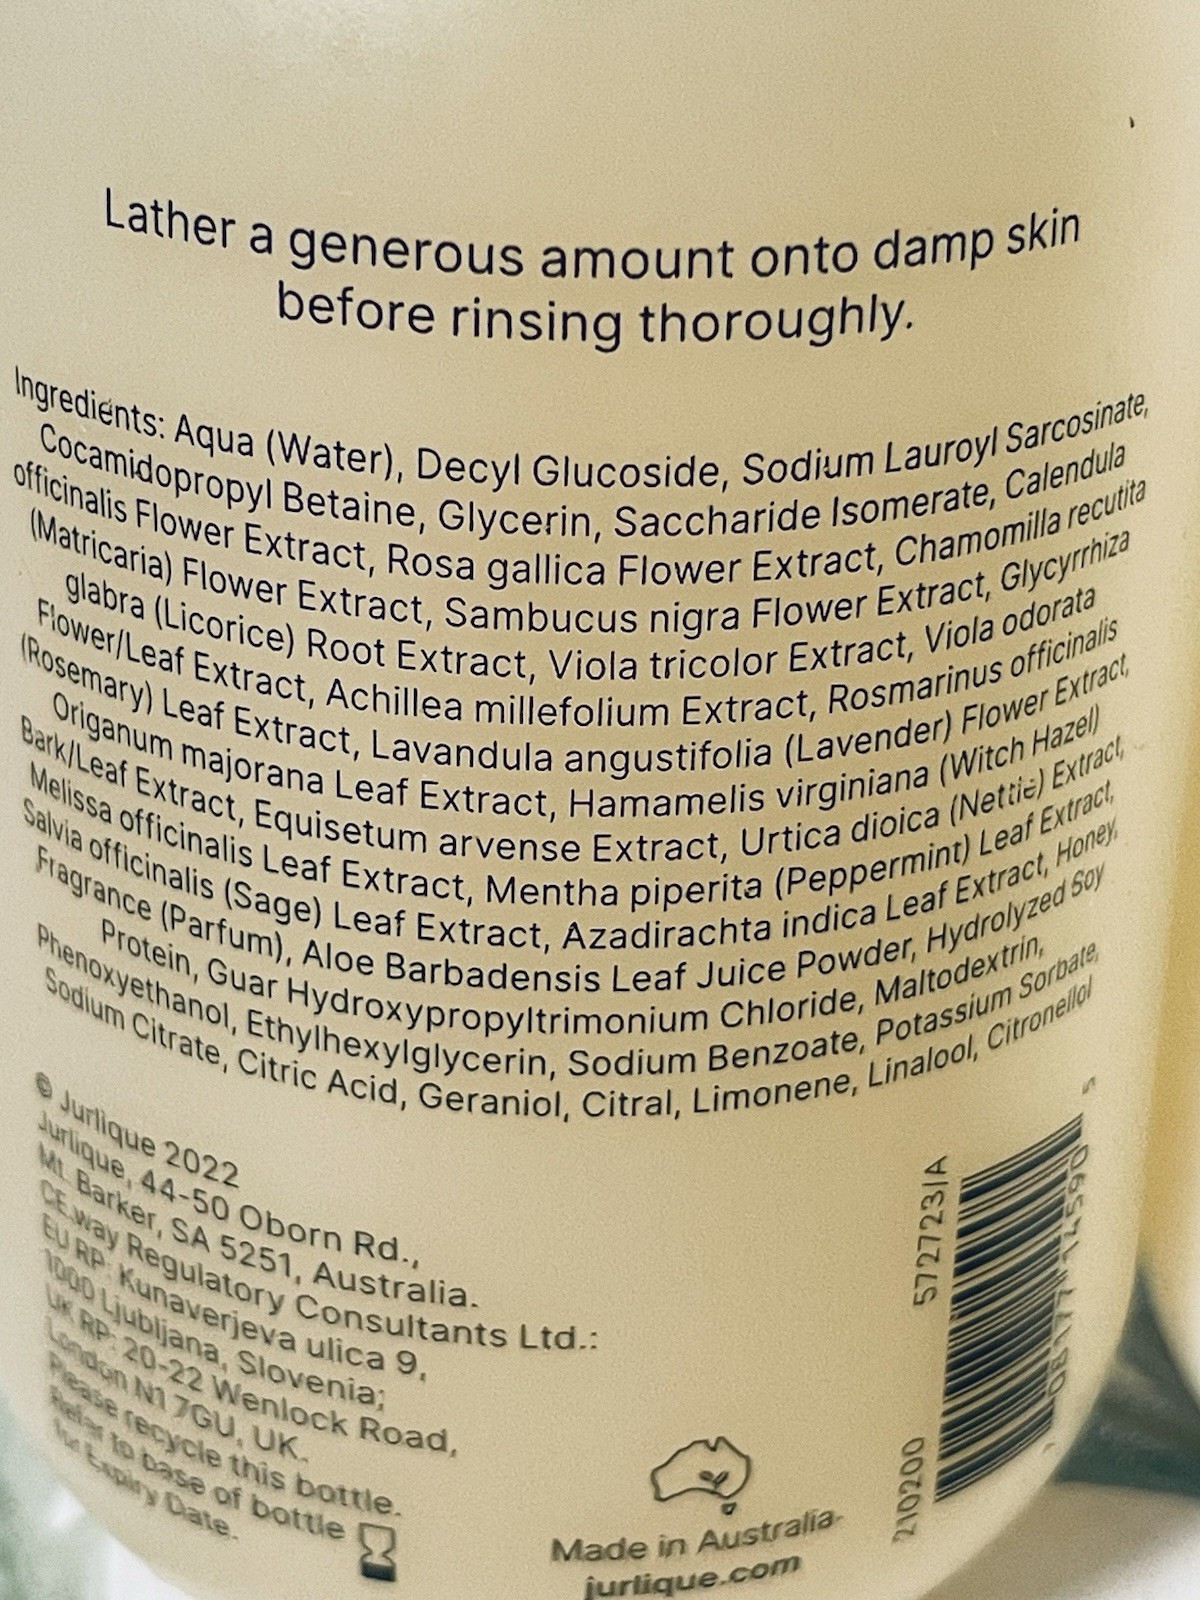 Lather a generous amount onto damp skin
before rinsing thoroughly.
Ingredients: Aqua (Water), Decyl Glucoside, Sodium Lauroyl Sarcosinate,
Cocamidopropyl Betaine, Glycerin, Saccharide Isomerate, Calendula
officinalis Flower Extract, Rosa gallica Flower Extract, Chamomilla recutita
(Matricaria) Flower Extract, Sambucus nigra Flower Extract, Glycyrrhiza
glabra (Licorice) Root Extract, Viola tricolor Extract, Viola odorata
Flower/Leaf Extract, Achillea millefolium Extract, Rosmarinus officinalis
(Rosemary) Leaf Extract, Lavandula angustifolia (Lavender) Flower Extract,
Origanum majorana Leaf Extract, Hamamelis virginiana (Witch Hazel)
Bark/Leaf Extract, Equisetum arvense Extract, Urtica dioica (Nettle) Extract,
Melissa officinalis Leaf Extract, Mentha piperita (Peppermint) Leaf Extract,
Salvia officinalis (Sage) Leaf Extract, Azadirachta indica Leaf Extract, Honey,
Fragrance (Parfum), Aloe Barbadensis Leaf Juice Powder, Hydrolyzed Soy
Protein, Guar Hydroxypropyltrimonium Chloride, Maltodextrin,
Phenoxyethanol, Ethylhexylglycerin, Sodium Benzoate, Potassium Sorbate,
Sodium Citrate, Citric Acid, Geraniol, Citral, Limonene, Linalool, Citronellol
© Jurlique 2022
Jurlique, 44-50 Oborn Rd.,
Mt. Barker, SA 5251, Australia.
CE.way Regulatory Consultants Ltd.:
EU RP: Kunaverjeva ulica 9,
1000 Ljubljana, Slovenia;
UK RP: 20-22 Wenlock Road,
London N1 7GU, UK.
Please recycle this bottle.
Refer to base of bottle
for Expiry Date.
Made in Australia
jurlique.com
210200
572723/A